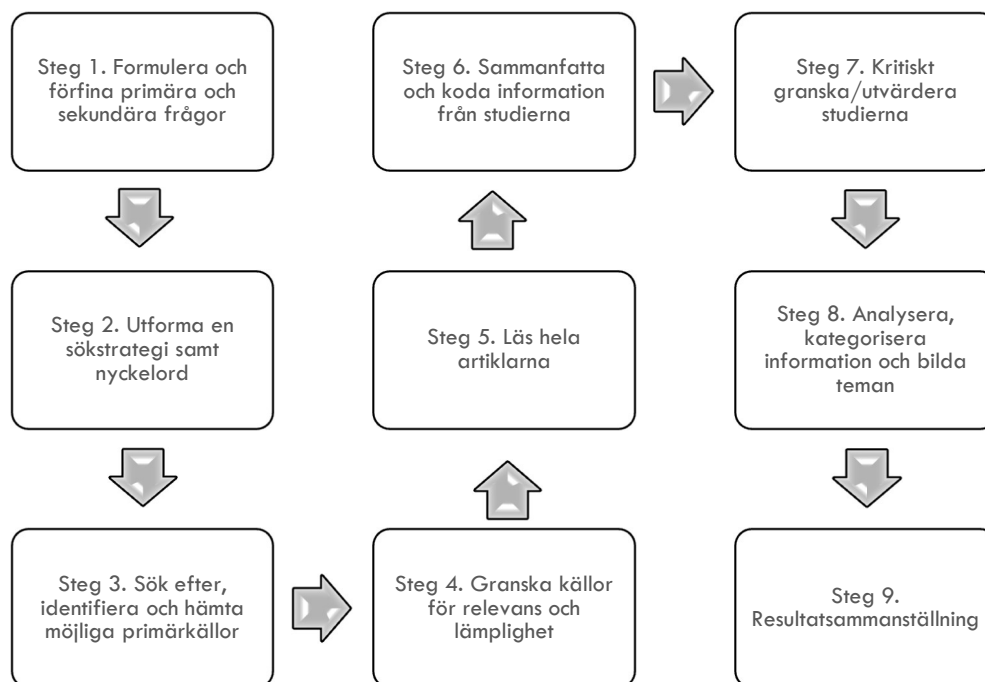 Steg 1. Formulera och
förfina primära och
sekundära frågor
Steg 2. Utforma en
sökstrategi samt
nyckelord
Steg 3. Sök efter,
identifiera och hämta
möjliga primärkällor
Steg 4. Granska källor
för relevans och
lämplighet
Steg 5. Läs hela
artiklarna
Steg 6. Sammanfatta
och koda information
från studierna
Steg 7. Kritiskt
granska/utvärdera
studierna
Steg 8. Analysera,
kategorisera
information och bilda
teman
Steg 9.
Resultatsammanställning